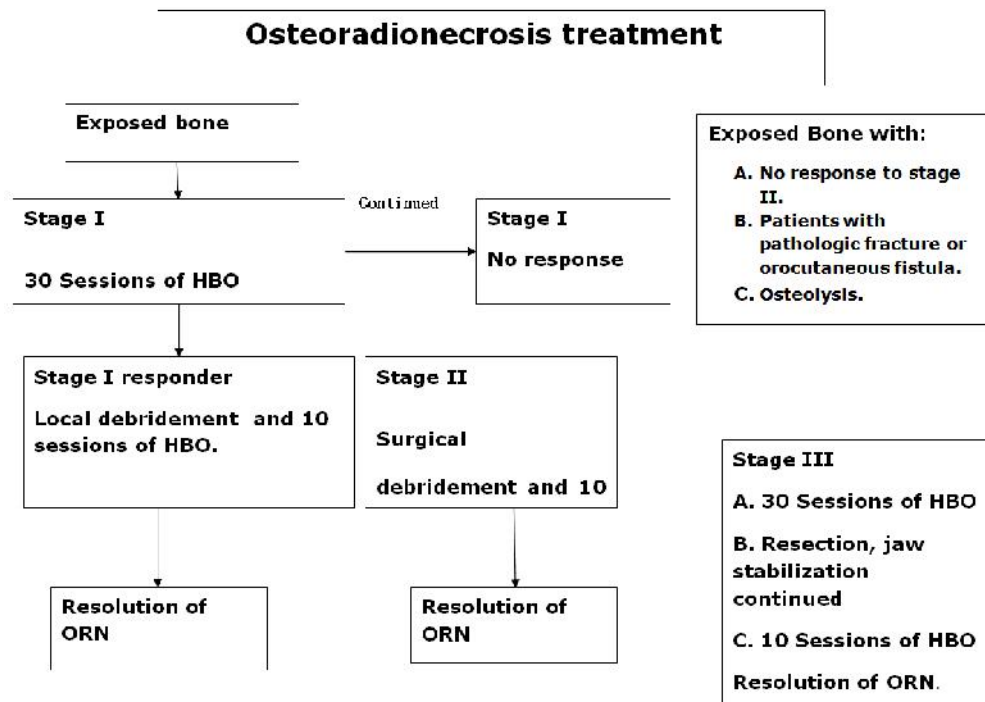 Osteoradionecrosis treatment
Exposed bone
Stage I
30 Sessions of HBO
Continued
Stage I
No response
Exposed Bone with:
A. No response to stage
II.
B. Patients with
pathologic fracture or
orocutaneous fistula.
C. Osteolysis.
Stage I responder
Local debridement and 10
sessions of HBO.
Stage II
Surgical
debridement and 10
Stage III
A. 30 Sessions of HBO
B. Resection, jaw
stabilization
continued
C. 10 Sessions of HBO
Resolution of ORN.
Resolution of
ORN
Resolution of
ORN